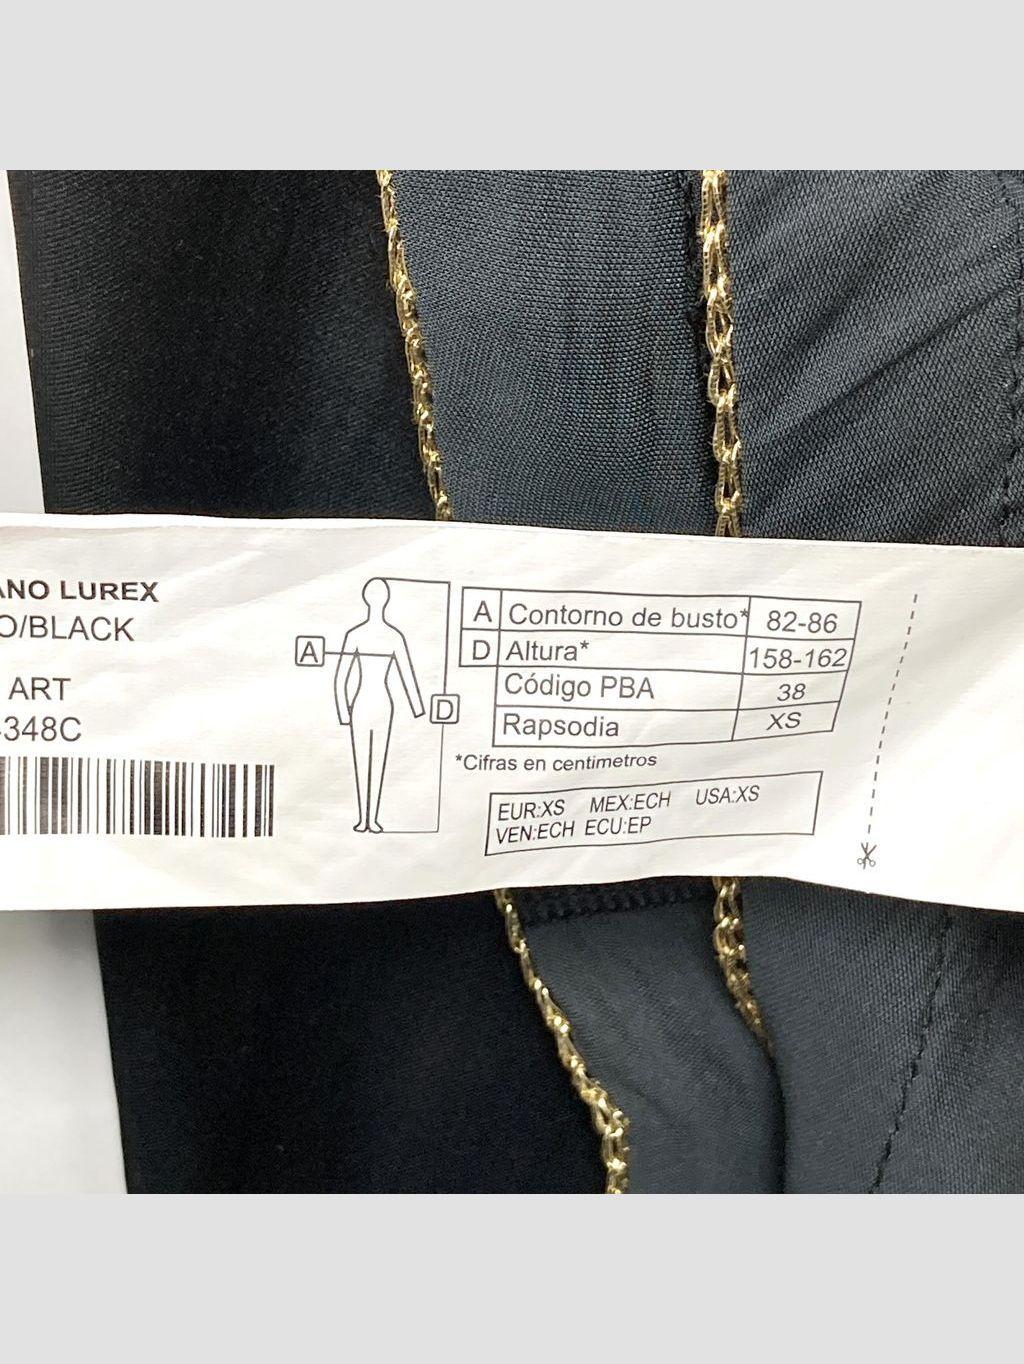 LUREX
O/BLACK
ART
348C
A
D
A Contorno de busto* 82-86
D Altura* 158-162
Código PBA 38
Rapsodia XS
*Cifras en centimetros
EUR:XS MEX:ECH USA:XS
VEN:ECH ECU:EP